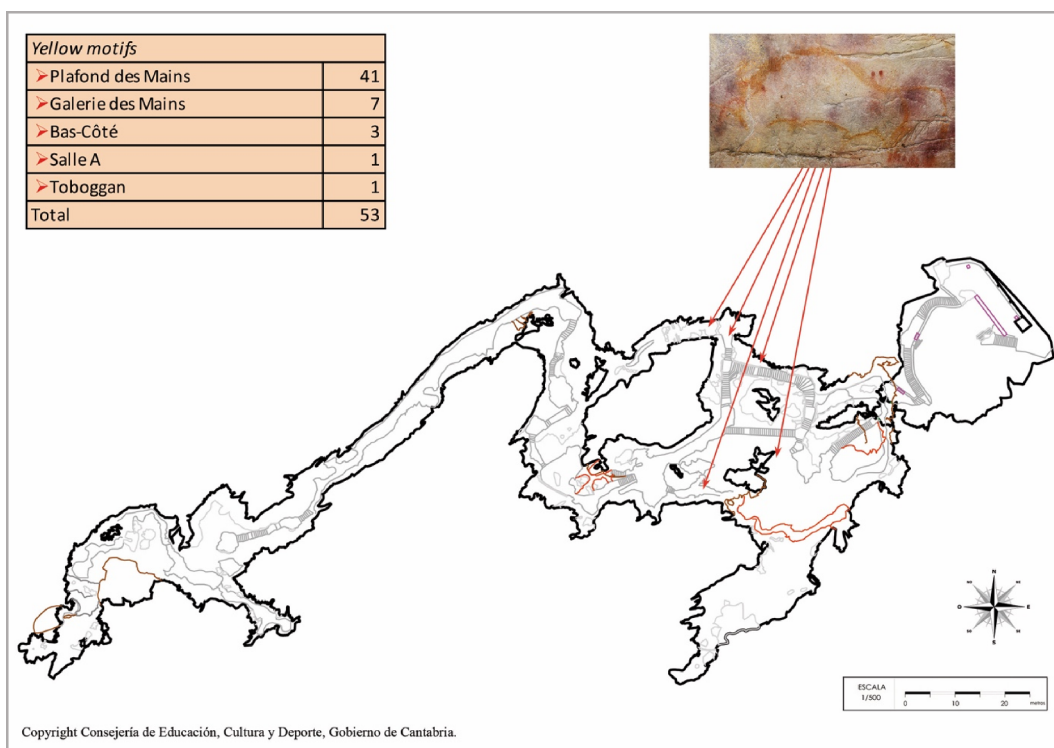 Yellow motifs
➢Plafond des Mains 41
➢Galerie des Mains 7
➢Bas-Côté 3
➢Salle A 1
➢Toboggan 1
Total 53
N
O E
S
ESCALA
1/500
0 10 20 metros
Copyright Consejería de Educación, Cultura y Deporte, Gobierno de Cantabria.